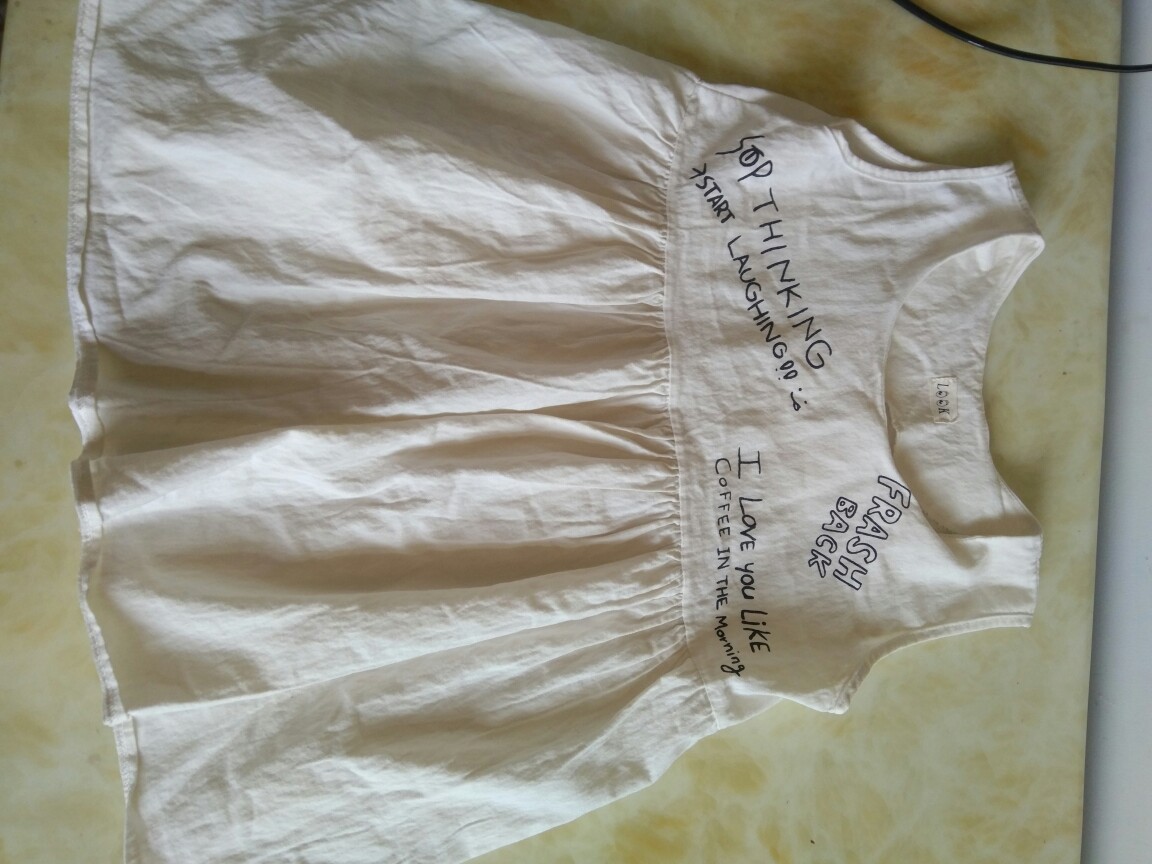 LOOK
STOP THINKING
>START LAUGHING!!! :)
FRASH
BACK
I LOVE YOU LIKE
COFFEE IN THE Morning